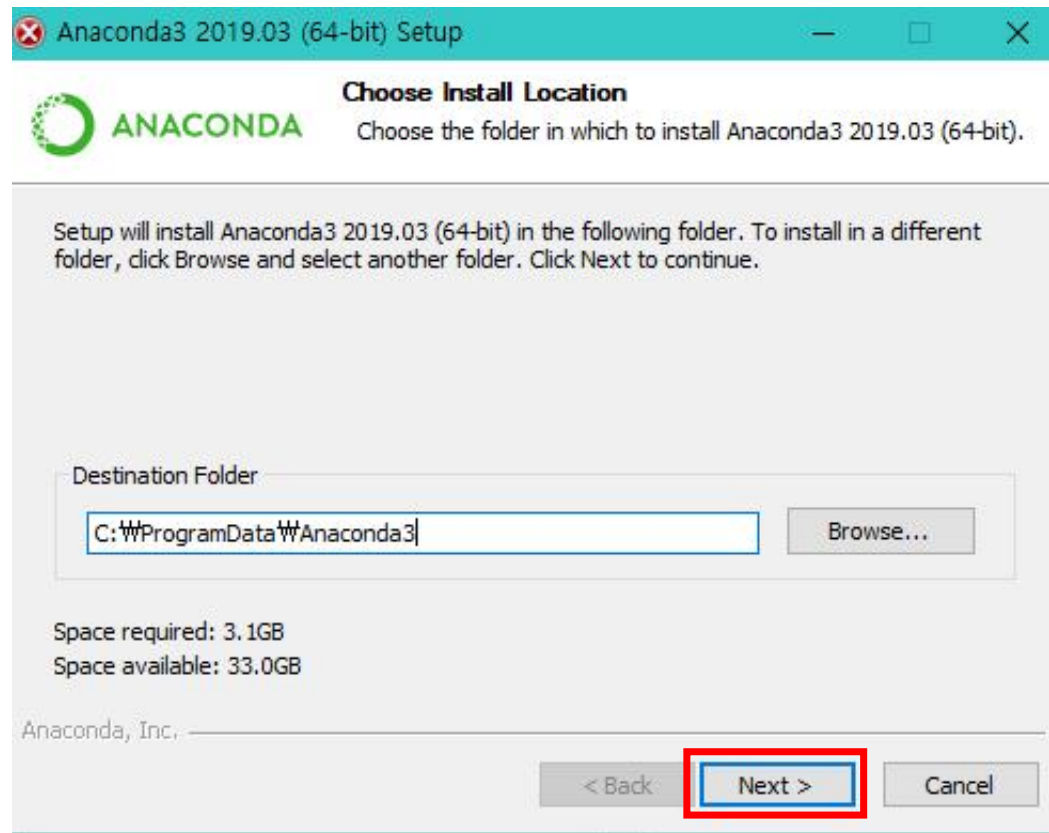 Anaconda3 2019.03 (64-bit) Setup
ANACONDA
Choose Install Location
Choose the folder in which to install Anaconda3 2019.03 (64-bit).
Setup will install Anaconda3 2019.03 (64-bit) in the following folder. To install in a different
folder, click Browse and select another folder. Click Next to continue.
Destination Folder
C:₩ProgramData₩Anaconda3
Browse...
Space required: 3.1GB
Space available: 33.0GB
Anaconda, Inc.
< Back
Next >
Cancel